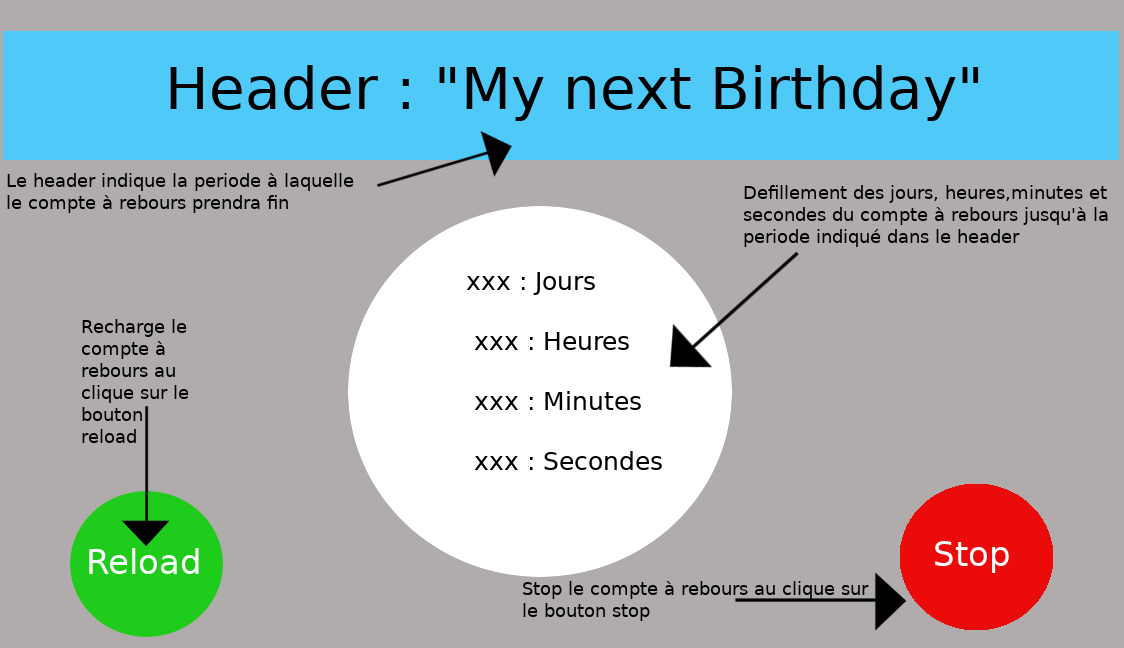 Header : "My next Birthday"
Le header indique la periode à laquelle
le compte à rebours prendra fin
Defillement des jours, heures,minutes et
secondes du compte à rebours jusqu'à la
periode indiqué dans le header
xxx : Jours
xxx : Heures
xxx : Minutes
xxx : Secondes
Recharge le
compte à
rebours au
clique sur le
bouton
reload
Reload
Stop
Stop le compte à rebours au clique sur
le bouton stop